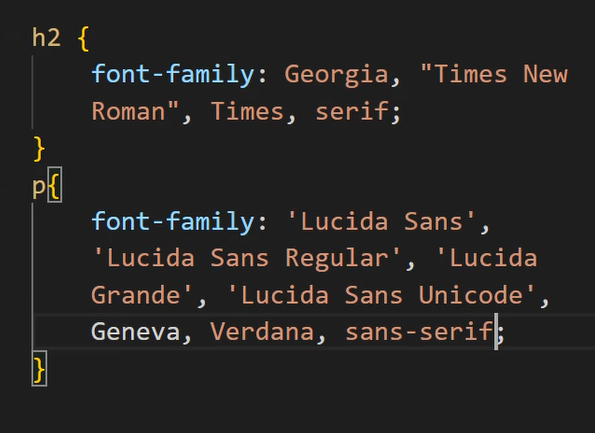 h2 {
font-family: Georgia, "Times New
Roman", Times, serif;
}
p{
font-family: 'Lucida Sans',
'Lucida Sans Regular', 'Lucida
Grande', 'Lucida Sans Unicode',
Geneva, Verdana, sans-serif;
}